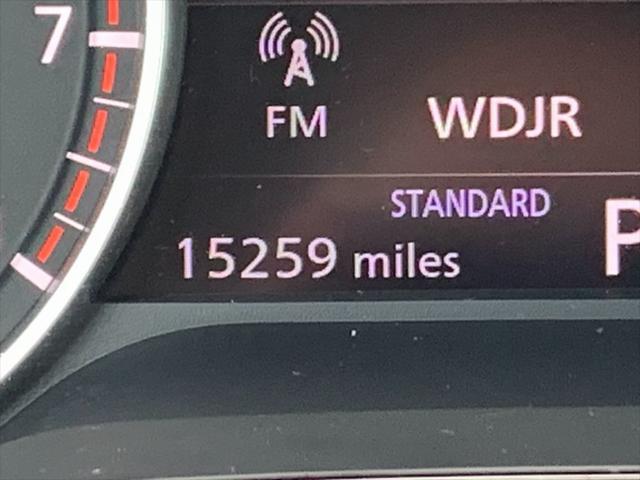 7
FM WDJR
STANDARD
15259 miles P